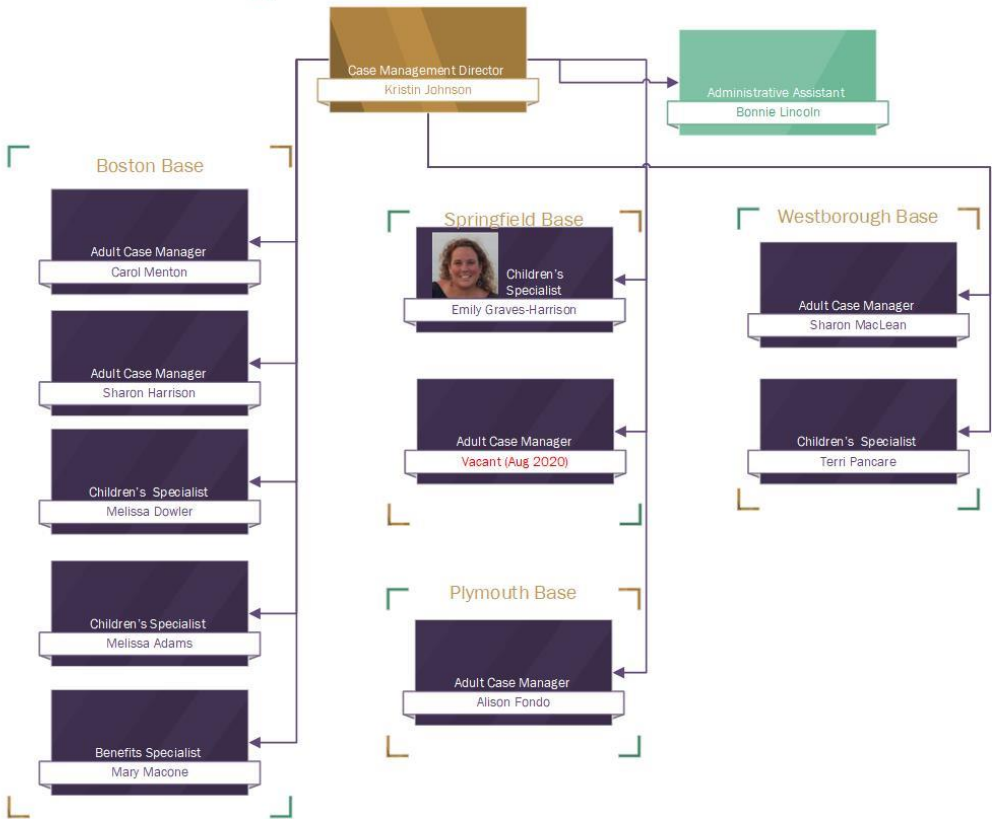 Case Management Director
Kristin Johnson
Administrative Assistant
Bonnie Lincoln
Boston Base
Adult Case Manager
Carol Menton
Adult Case Manager
Sharon Harrison
Children's Specialist
Melissa Dowler
Children's Specialist
Melissa Adams
Benefits Specialist
Mary Macone
Springfield Base
Children's
Specialist
Emily Graves-Harrison
Adult Case Manager
Vacant (Aug 2020)
Plymouth Base
Adult Case Manager
Alison Fondo
Westborough Base
Adult Case Manager
Sharon MacLean
Children's Specialist
Terri Pancare